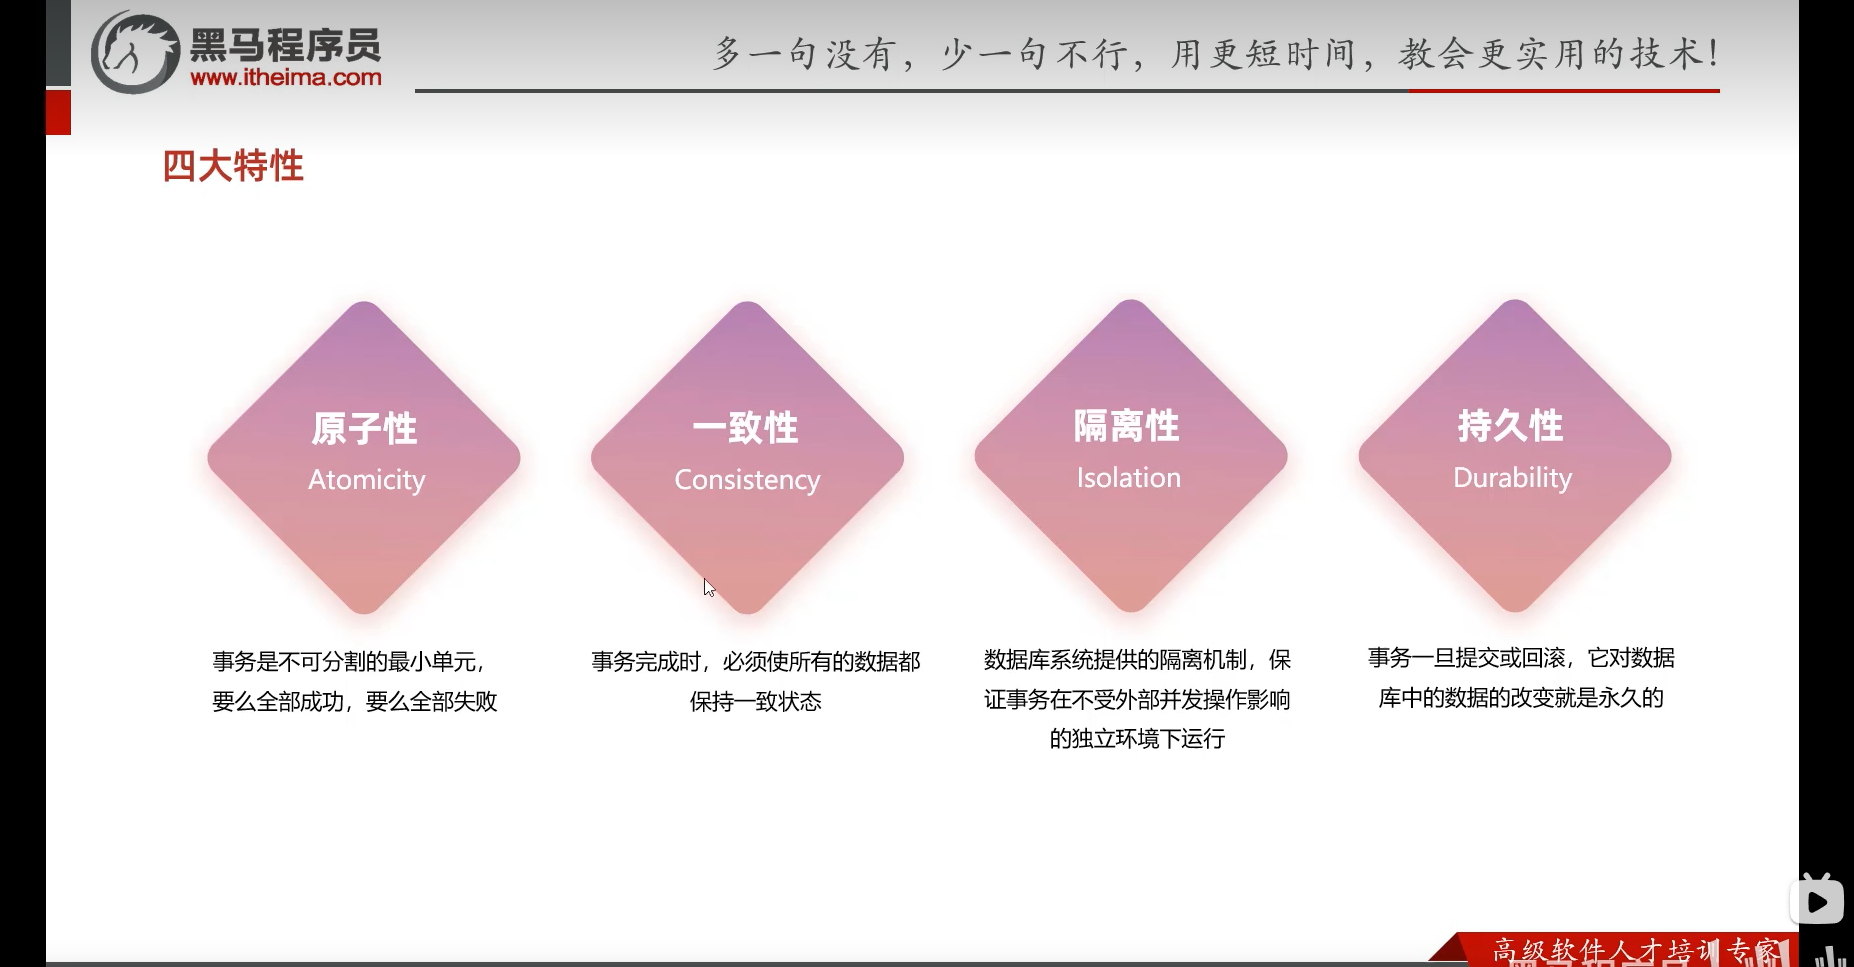 黑马程序员
www.itheima.com
多一句没有，少一句不行，用更短时间，教会更实用的技术！
四大特性
原子性
Atomicity
事务是不可分割的最小单元，
要么全部成功，要么全部失败
一致性
Consistency
事务完成时，必须使所有的数据都
保持一致状态
隔离性
Isolation
数据库系统提供的隔离机制，保
证事务在不受外部并发操作影响
的独立环境下运行
持久性
Durability
事务一旦提交或回滚，它对数据
库中的数据的改变就是永久的
高级软件人才培训专家